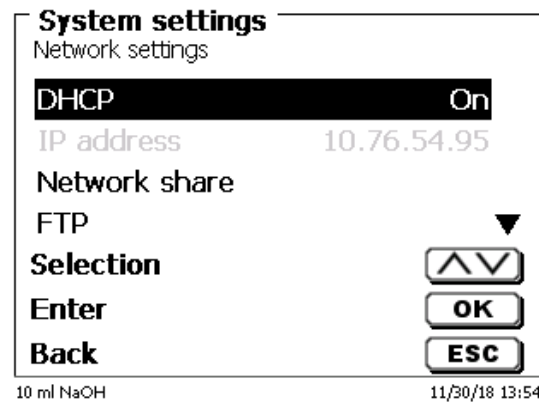 System settings
Network settings
DHCP On
IP address 10.76.54.95
Network share
FTP
Selection
Enter OK
Back ESC
10 ml NaOH 11/30/18 13:54